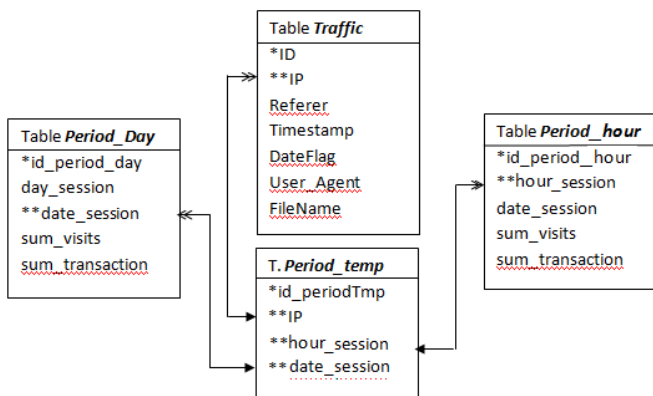 Table Traffic
*ID
**IP
Referer
Timestamp
DateFlag
User_Agent
FileName
Table Period_Day
*id_period_day
day_session
**date_session
sum_visits
sum_transaction
Table Period_hour
*id_period_hour
**hour_session
date_session
sum_visits
sum_transaction
T. Period_temp
*id_periodTmp
**IP
**hour_session
**date_session